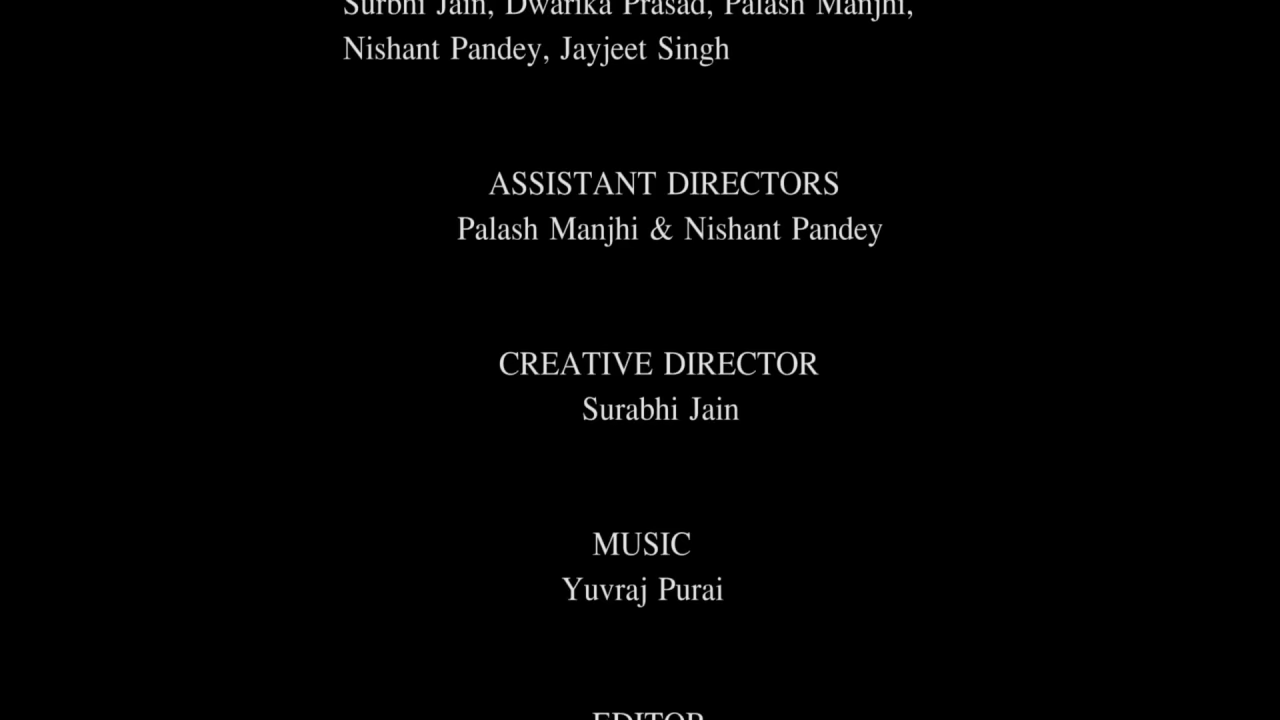 Surbhi Jain, Dwarika Prasad, Palash Manjhi,
Nishant Pandey, Jayjeet Singh
ASSISTANT DIRECTORS
Palash Manjhi & Nishant Pandey
CREATIVE DIRECTOR
Surabhi Jain
MUSIC
Yuvraj Purai
EDITOR